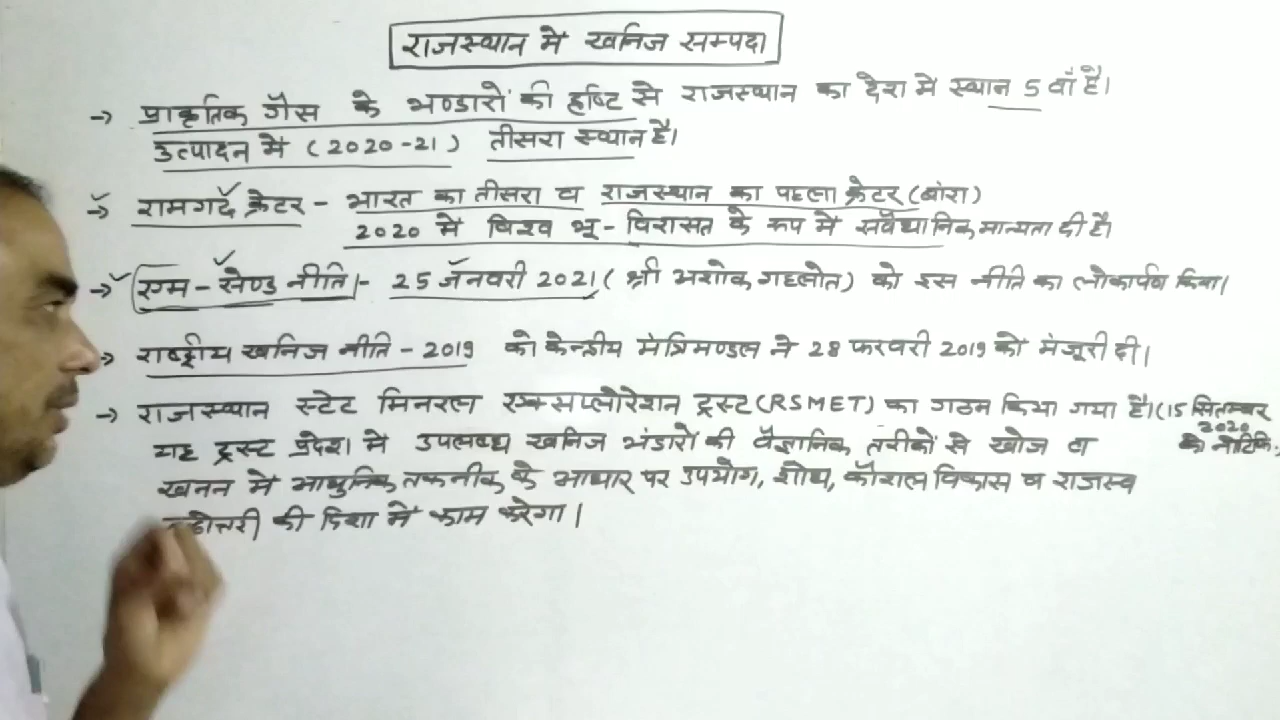 राजस्थान में खनिज सम्पदा
→ प्राकृतिक गैस के भण्डारों की दृष्टि से राजस्थान का देश में स्थान 5 वाँ है।
उत्पादन में (2020-21) तीसरा स्थान है।
→ रामगढ़ क्रेटर - भारत का तीसरा व राजस्थान का पहला क्रेटर (बांरा)
2020 में विश्व भू-विरासत के रूप में सवैधानिक मान्यता दी है।
→ एम-सेण्ड नीति - 25 जनवरी 2021 (श्री अशोक गहलोत) को इस नीति का लोकार्पण किया।
→ राष्ट्रीय खनिज नीति - 2019 को केन्द्रीय मंत्रिमण्डल ने 28 फरवरी 2019 को मंजूरी दी।
→ राजस्थान स्टेट मिनरल एक्सप्लोरेशन ट्रस्ट (RSMET) का गठन किया गया है। (15 सितम्बर 2020
यह ट्रस्ट प्रदेश में उपलब्ध खनिज भंडारों की वैज्ञानिक तरीकों से खोज व
खनन में आधुनिक तकनीक के आधार पर उपयोग, शोध, कौशल विकास व राजस्व
की दिशा में काम करेगा।